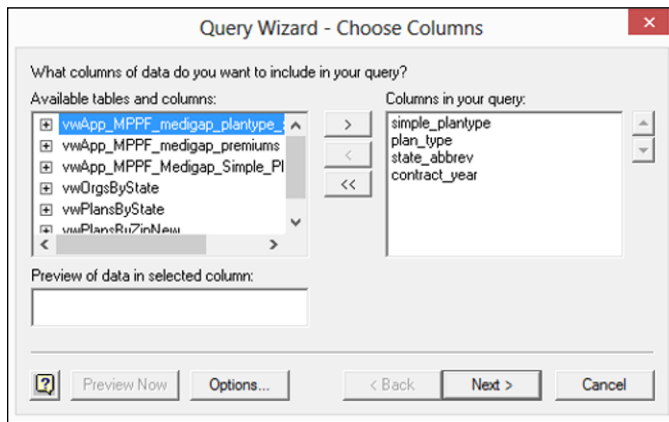 Query Wizard - Choose Columns
What columns of data do you want to include in your query?
Available tables and columns:
Columns in your query:
vwApp_MPPF_medigap_plantype_
vwApp_MPPF_medigap_premiums
vwApp_MPPF_Medigap_Simple_Pl
vwOrgsByState
vwPlansByState
vwPlansByZipNew
>
<
<<
simple_plantype
plan_type
state_abbrev
contract_year
Preview of data in selected column:
Preview Now
Options...
< Back
Next >
Cancel